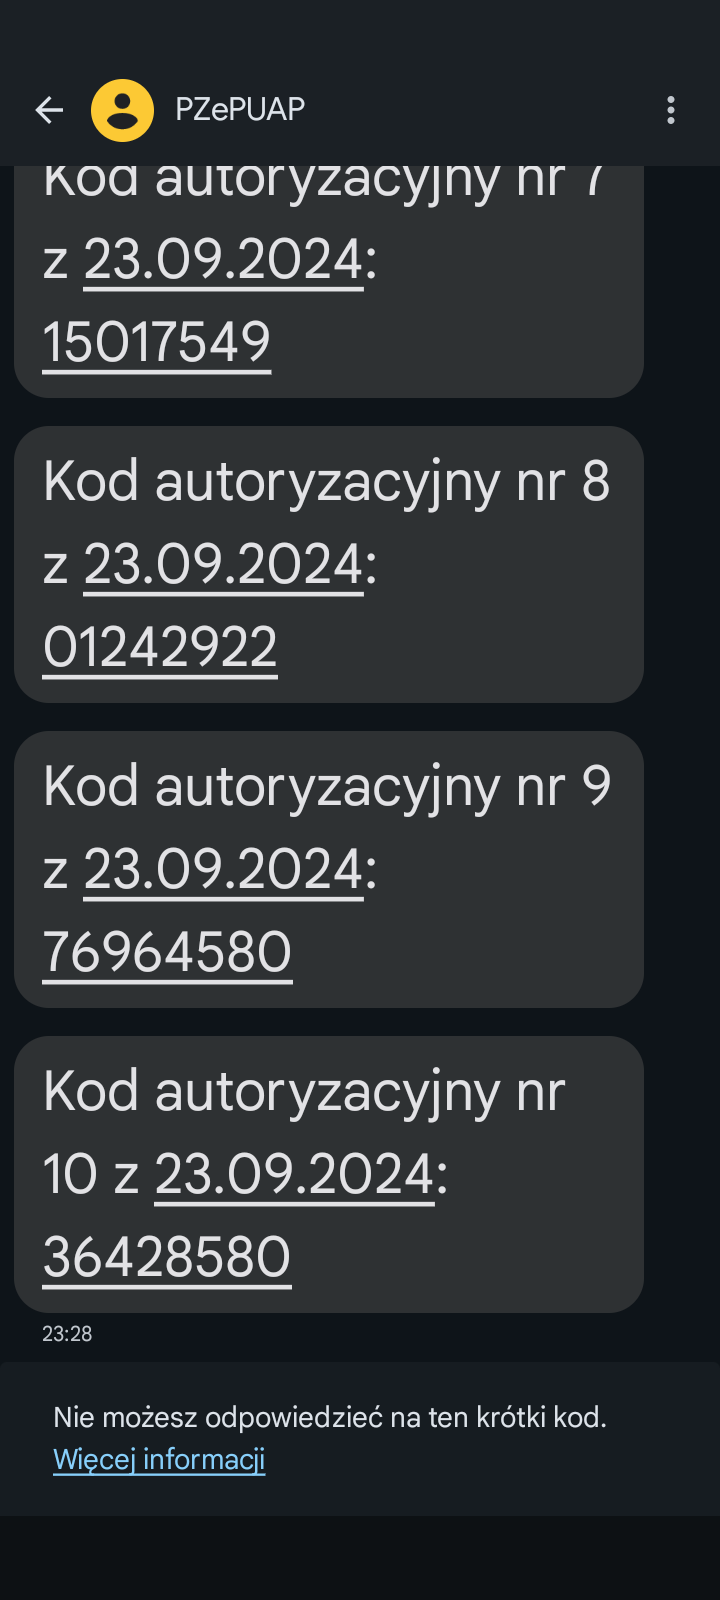 PZePUAP
Kod autoryzacyjny nr 7
z 23.09.2024:
15017549
Kod autoryzacyjny nr 8
z 23.09.2024:
01242922
Kod autoryzacyjny nr 9
z 23.09.2024:
76964580
Kod autoryzacyjny nr
10 z 23.09.2024:
36428580
23:28
Nie możesz odpowiedzieć na ten krótki kod.
Więcej informacji